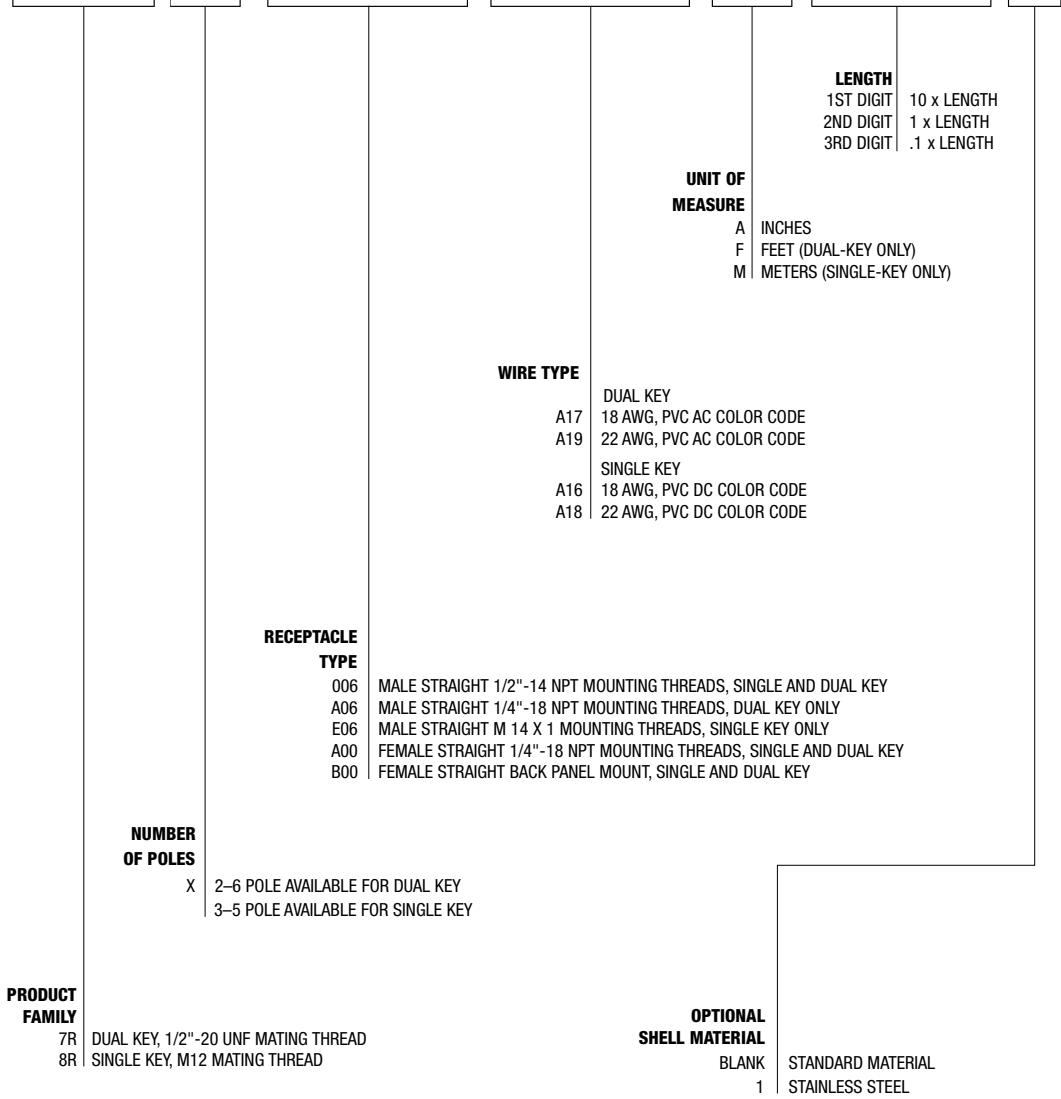 LENGTH
1ST DIGIT 10 x LENGTH
2ND DIGIT 1 x LENGTH
3RD DIGIT .1 x LENGTH
UNIT OF
MEASURE
A INCHES
F FEET (DUAL-KEY ONLY)
M METERS (SINGLE-KEY ONLY)
WIRE TYPE
DUAL KEY
A17 18 AWG, PVC AC COLOR CODE
A19 22 AWG, PVC AC COLOR CODE
SINGLE KEY
A16 18 AWG, PVC DC COLOR CODE
A18 22 AWG, PVC DC COLOR CODE
RECEPTACLE
TYPE
006 MALE STRAIGHT 1/2"-14 NPT MOUNTING THREADS, SINGLE AND DUAL KEY
A06 MALE STRAIGHT 1/4"-18 NPT MOUNTING THREADS, DUAL KEY ONLY
E06 MALE STRAIGHT M 14 X 1 MOUNTING THREADS, SINGLE KEY ONLY
A00 FEMALE STRAIGHT 1/4"-18 NPT MOUNTING THREADS, SINGLE AND DUAL KEY
B00 FEMALE STRAIGHT BACK PANEL MOUNT, SINGLE AND DUAL KEY
NUMBER
OF POLES
X 2–6 POLE AVAILABLE FOR DUAL KEY
3–5 POLE AVAILABLE FOR SINGLE KEY
PRODUCT
FAMILY
7R DUAL KEY, 1/2"-20 UNF MATING THREAD
8R SINGLE KEY, M12 MATING THREAD
OPTIONAL
SHELL MATERIAL
BLANK STANDARD MATERIAL
1 STAINLESS STEEL